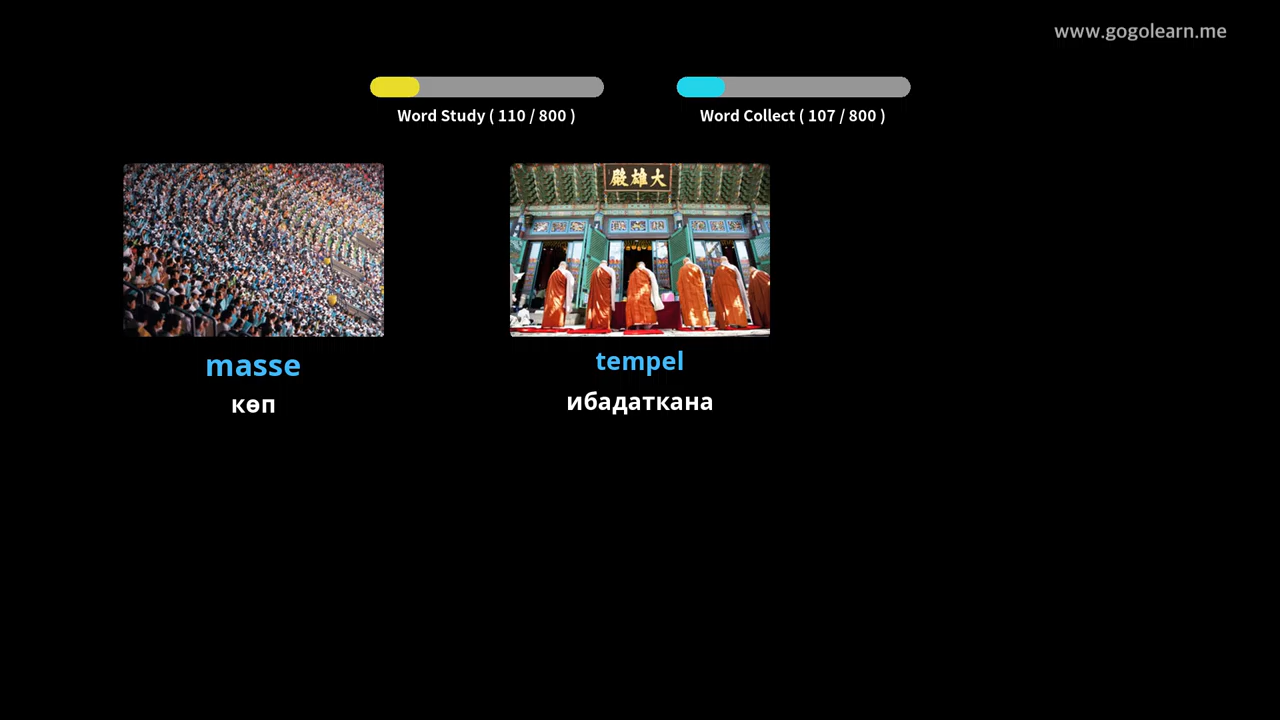 www.gogolearn.me
Word Study ( 110 / 800 )
Word Collect ( 107 / 800 )
大雄殿
masse
көп
tempel
ибадаткана